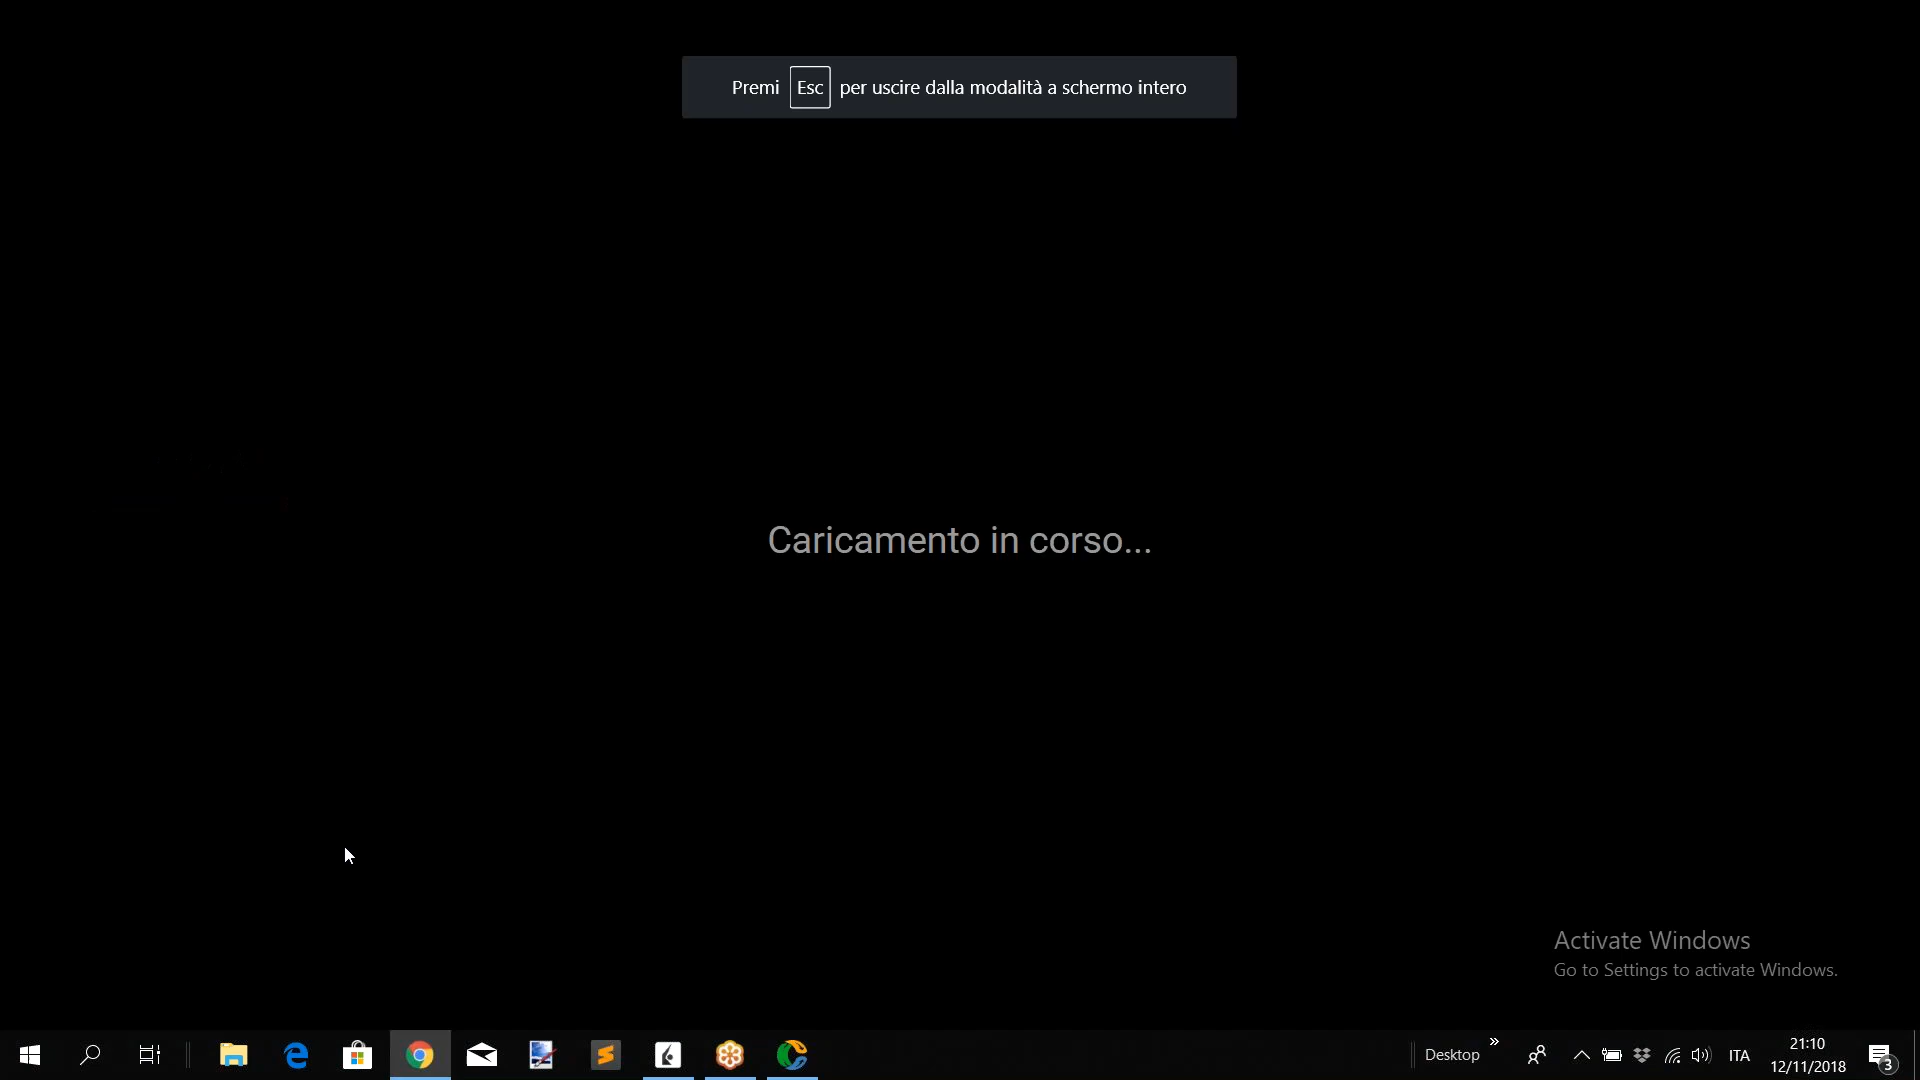 Premi Esc per uscire dalla modalità a schermo intero
Caricamento in corso...
Activate Windows
Go to Settings to activate Windows.
Desktop
ITA
21:10
12/11/2018
3